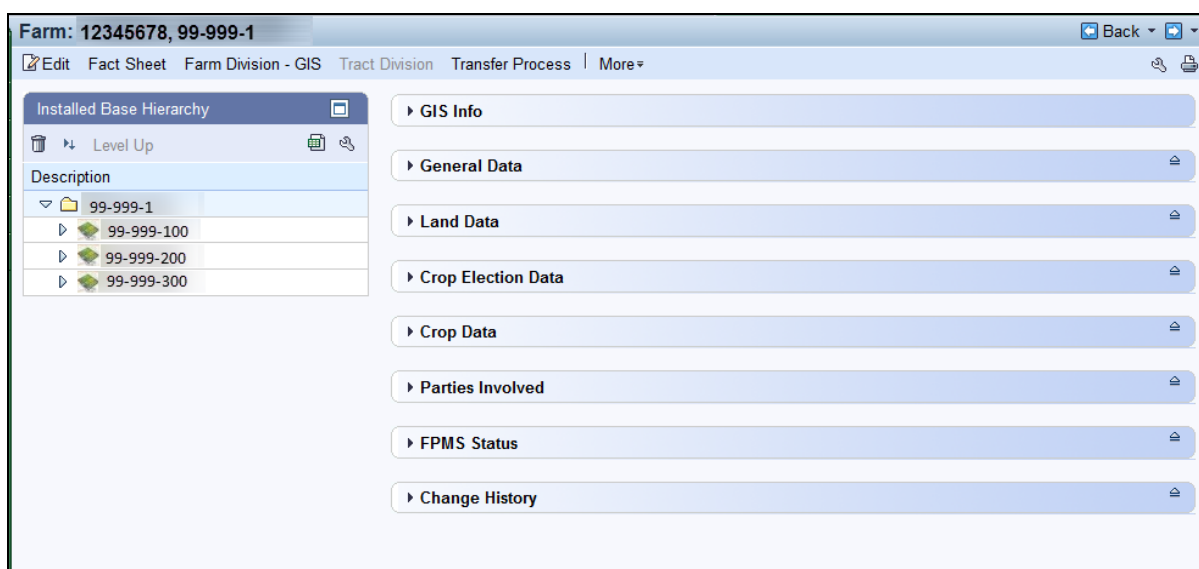 Farm: 12345678, 99-999-1 Back
Edit Fact Sheet Farm Division - GIS Tract Division Transfer Process More
Installed Base Hierarchy
Level Up
Description
99-999-1
99-999-100
99-999-200
99-999-300
GIS Info
General Data
Land Data
Crop Election Data
Crop Data
Parties Involved
FPMS Status
Change History